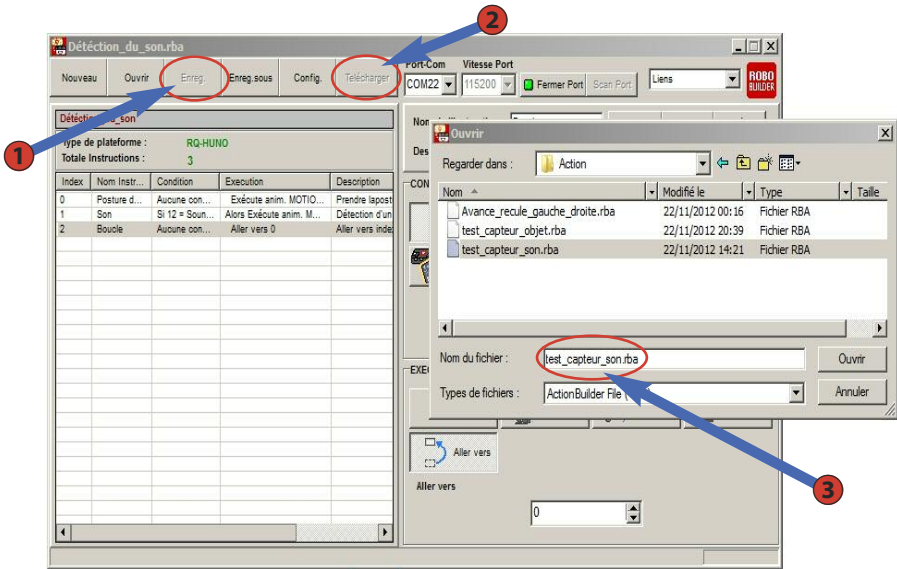 2
Détéction_du_son.rba
Nouveau Ouvrir Enreg. Enreg.sous Config. Telécharger
Port-Com Vitesse Port
COM22 115200 Fermer Port Scan Port Liens
ROBO
BUILDER
1
Type de plateforme : RQ-HUNO
Totale Instructions : 3
Index Nom Instr... Condition Execution Description
0 Posture d... Aucune con... Exécute anim. MOTIO... Prendre lapost
1 Son Si 12 = Soun... Alors Exécute anim. M... Détection d'un
2 Boucle Aucune con... Aller vers 0 Aller vers inde
Des
CON
Ouvrir
Regarder dans : Action
Nom Modifié le Type Taille
Avance_recule_gauche_droite.rba 22/11/2012 00:16 Fichier RBA
test_capteur_objet.rba 22/11/2012 20:39 Fichier RBA
test_capteur_son.rba 22/11/2012 14:21 Fichier RBA
Nom du fichier : test_capteur_son.rba Ouvrir
Types de fichiers : ActionBuilder File ( Annuler
EXE
Aller vers
Aller vers
0
3